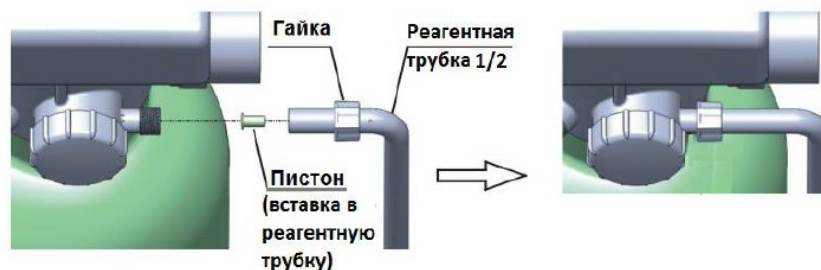 Гайка
Реагентная
трубка 1/2
Пистон
(вставка в
реагентную
трубку)